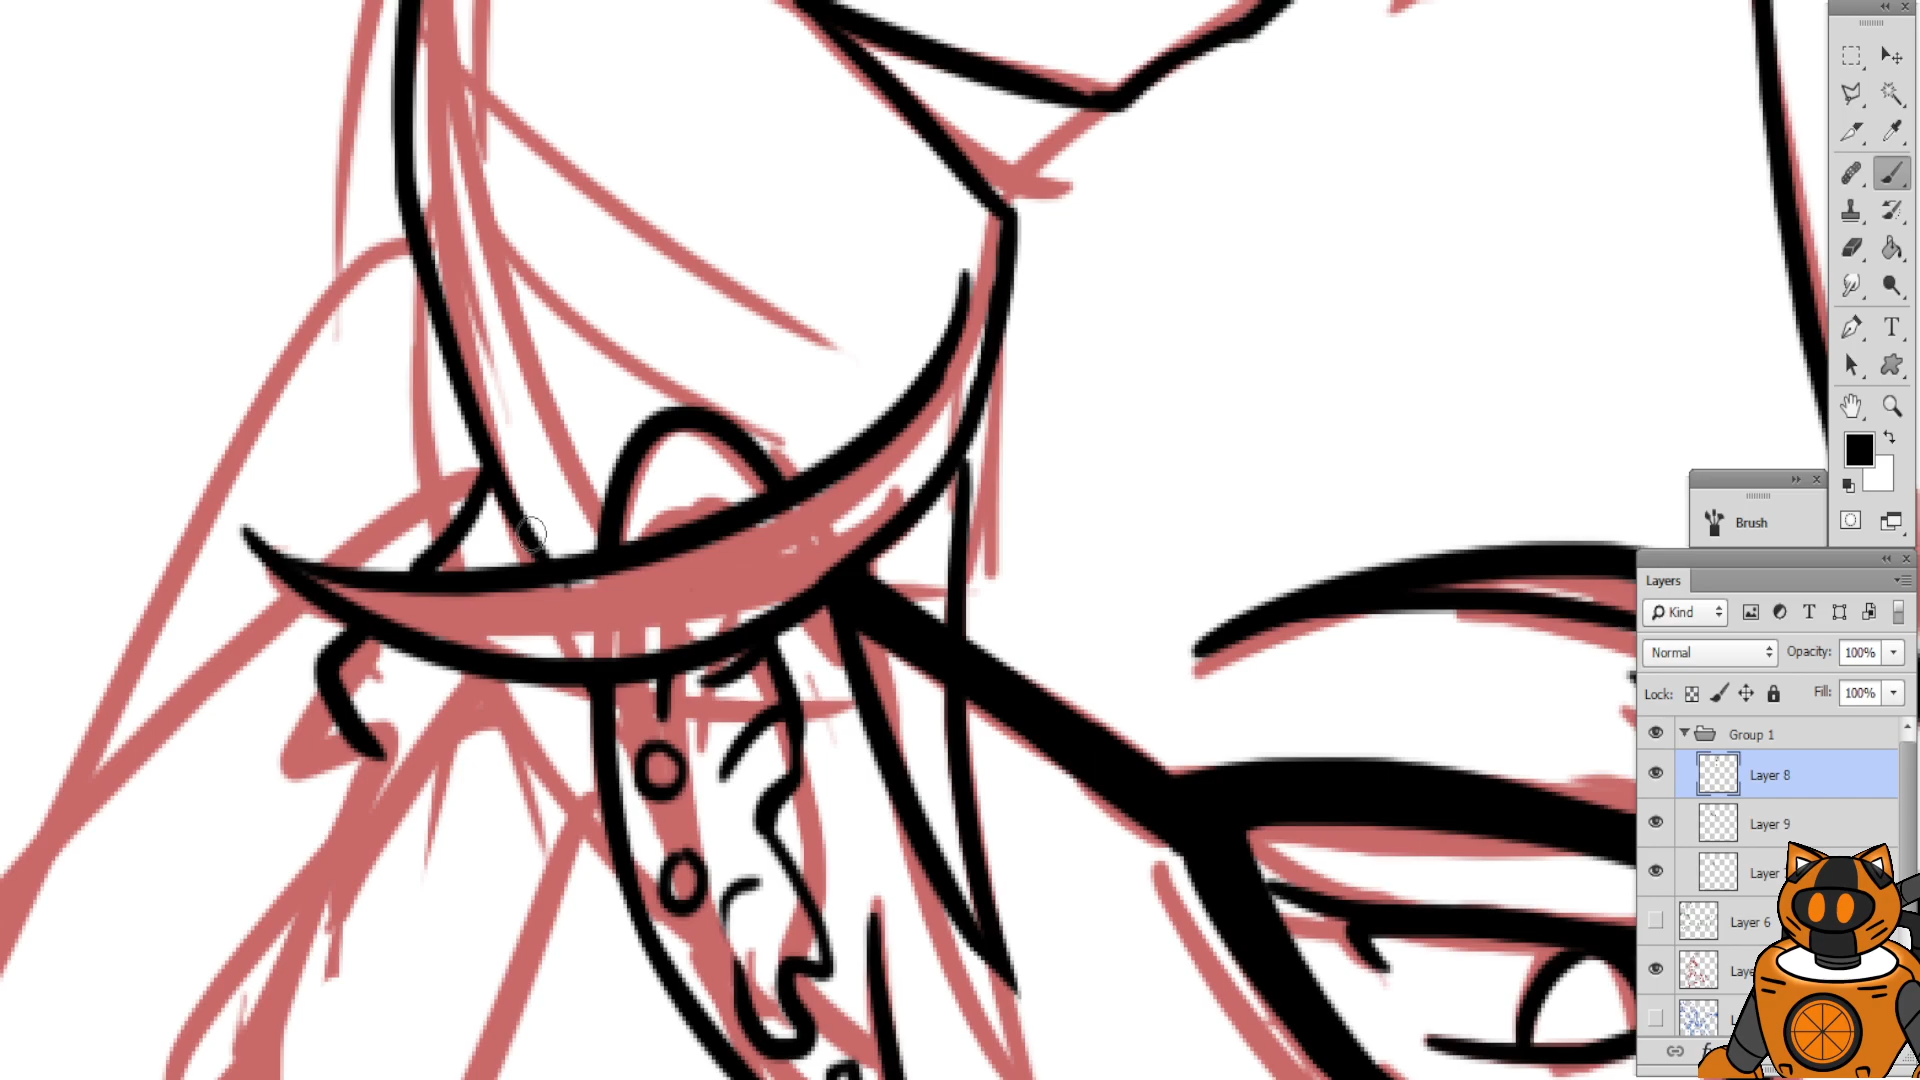 Brush
Layers
Kind
Normal
Opacity:
100%
Lock:
Fill:
100%
Group 1
Layer 8
Layer 9
Layer
Layer 6